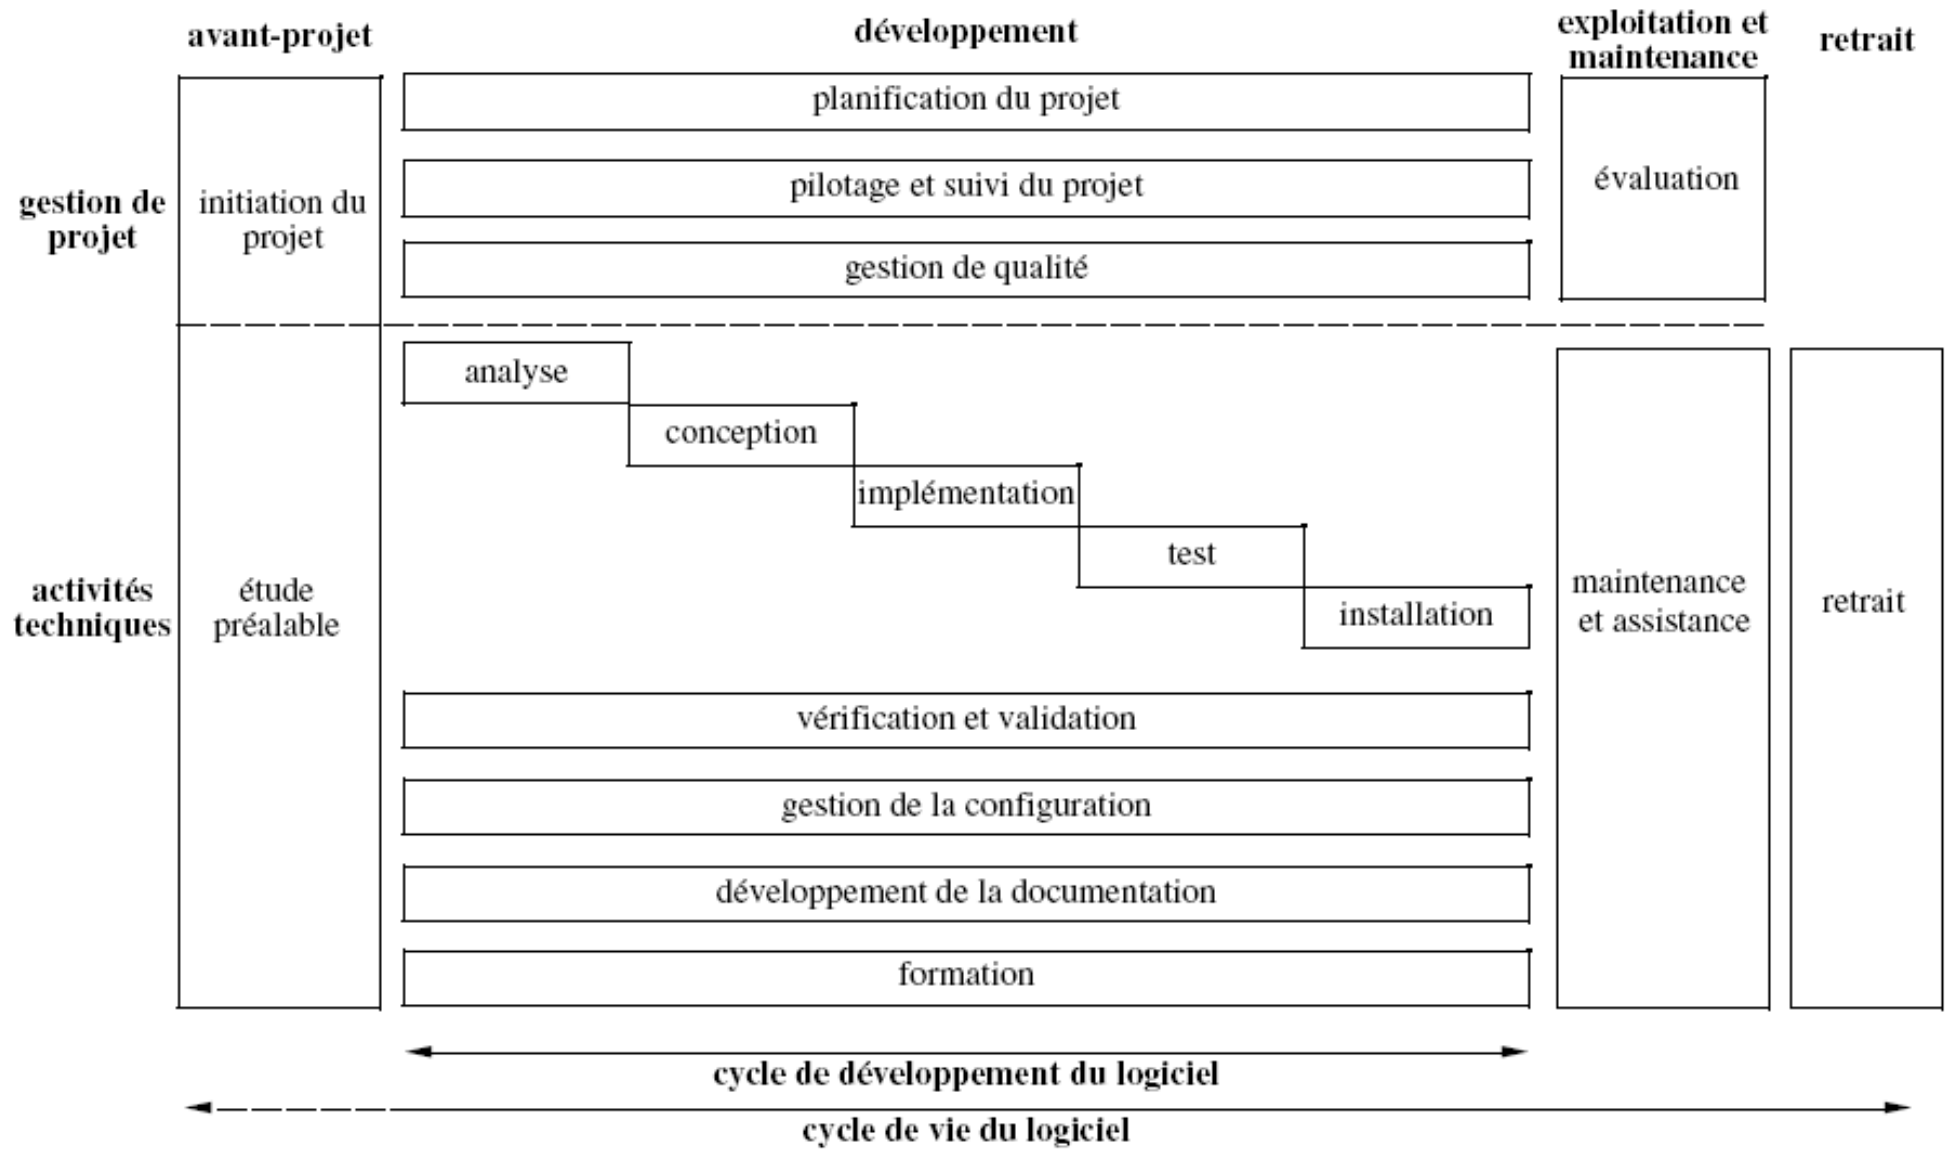 avant-projet
développement
exploitation et
maintenance
retrait
planification du projet
pilotage et suivi du projet
gestion de qualité
évaluation
gestion de
projet
initiation du
projet
analyse
conception
implémentation
test
installation
activités
techniques
étude
préalable
maintenance
et assistance
retrait
vérification et validation
gestion de la configuration
développement de la documentation
formation
cycle de développement du logiciel
cycle de vie du logiciel